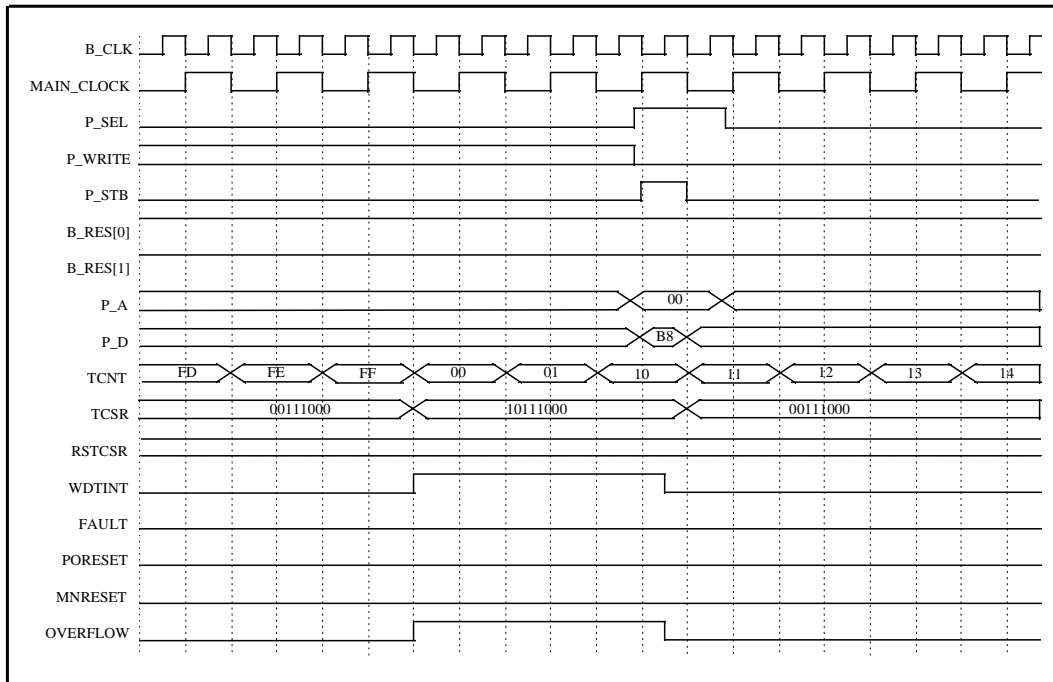 B_CLK
MAIN_CLOCK
P_SEL
P_WRITE
P_STB
B_RES[0]
B_RES[1]
P_A 00
P_D B8
TCNT FD FE FF 00 01 10 11 12 13 14
TCSR 00111000 10111000 00111000
RSTCSR
WDTINT
FAULT
PORESET
MNRESET
OVERFLOW